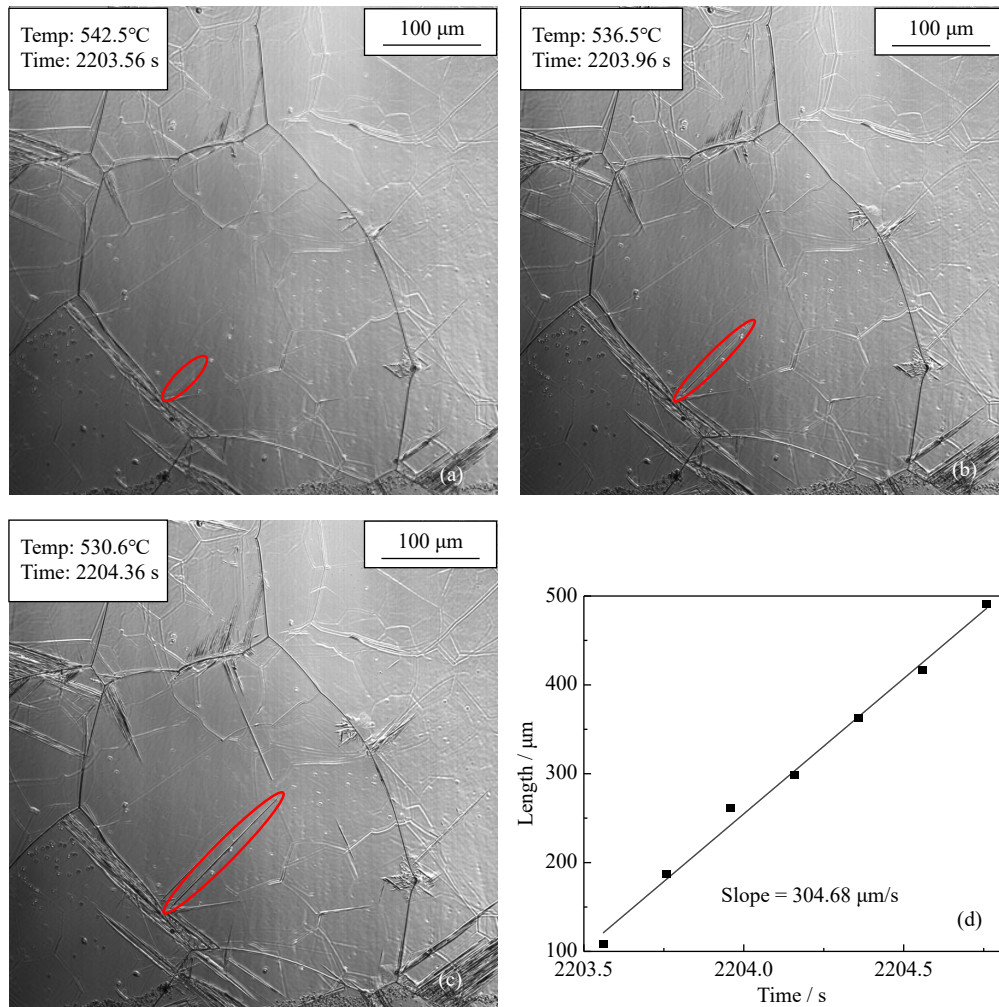 Temp: 542.5°C
Time: 2203.56 s
100 μm
(a)
Temp: 536.5°C
Time: 2203.96 s
100 μm
(b)
Temp: 530.6°C
Time: 2204.36 s
100 μm
(c)
500
400
300
200
100
Length / μm
Slope = 304.68 μm/s
(d)
2203.5
2204.0
2204.5
Time / s